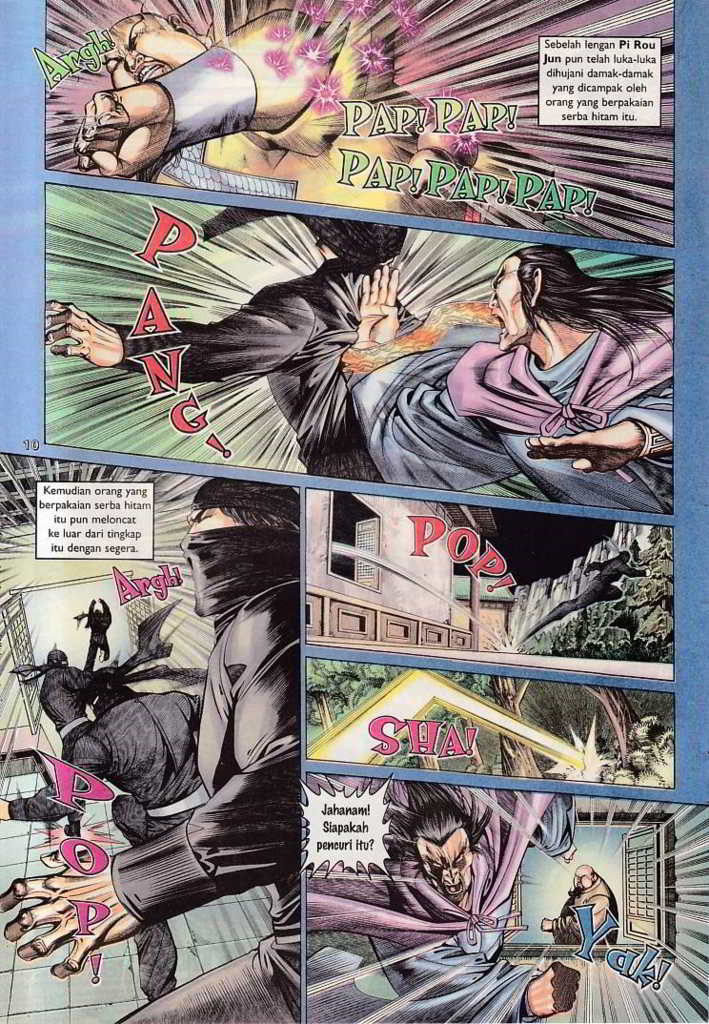 Argh!
Sebelah lengan Pi Rou
Jun pun telah luka-luka
dihujani damak-damak
yang dicampak oleh
orang yang berpakaian
serba hitam itu.
PAP! PAP!
PAP! PAP! PAP!
PANG!
10
Kemudian orang yang
berpakaian serba hitam
itu pun meloncat
ke luar dari tingkap
itu dengan segera.
Argh!
POP!
POP!
SHA!
Jahanam!
Siapakah
pencuri itu?
Yak!